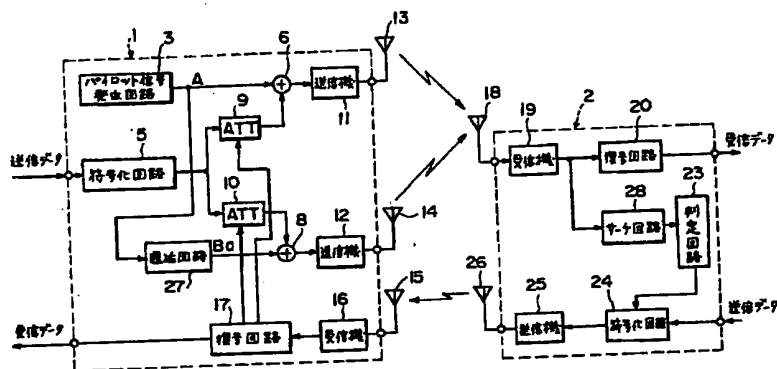 1
3
パイロット信号
発生回路
A
6
送信機
11
13
5
送信データ
符号化回路
9
ATT
10
ATT
8
遅延回路
27
Ba
送信機
12
14
15
受信データ
17
復号回路
16
受信機
18
19
受信機
2
20
復号回路
受信データ
28
サーチ回路
23
判定回路
26
25
送信機
24
符号化回路
送信データ